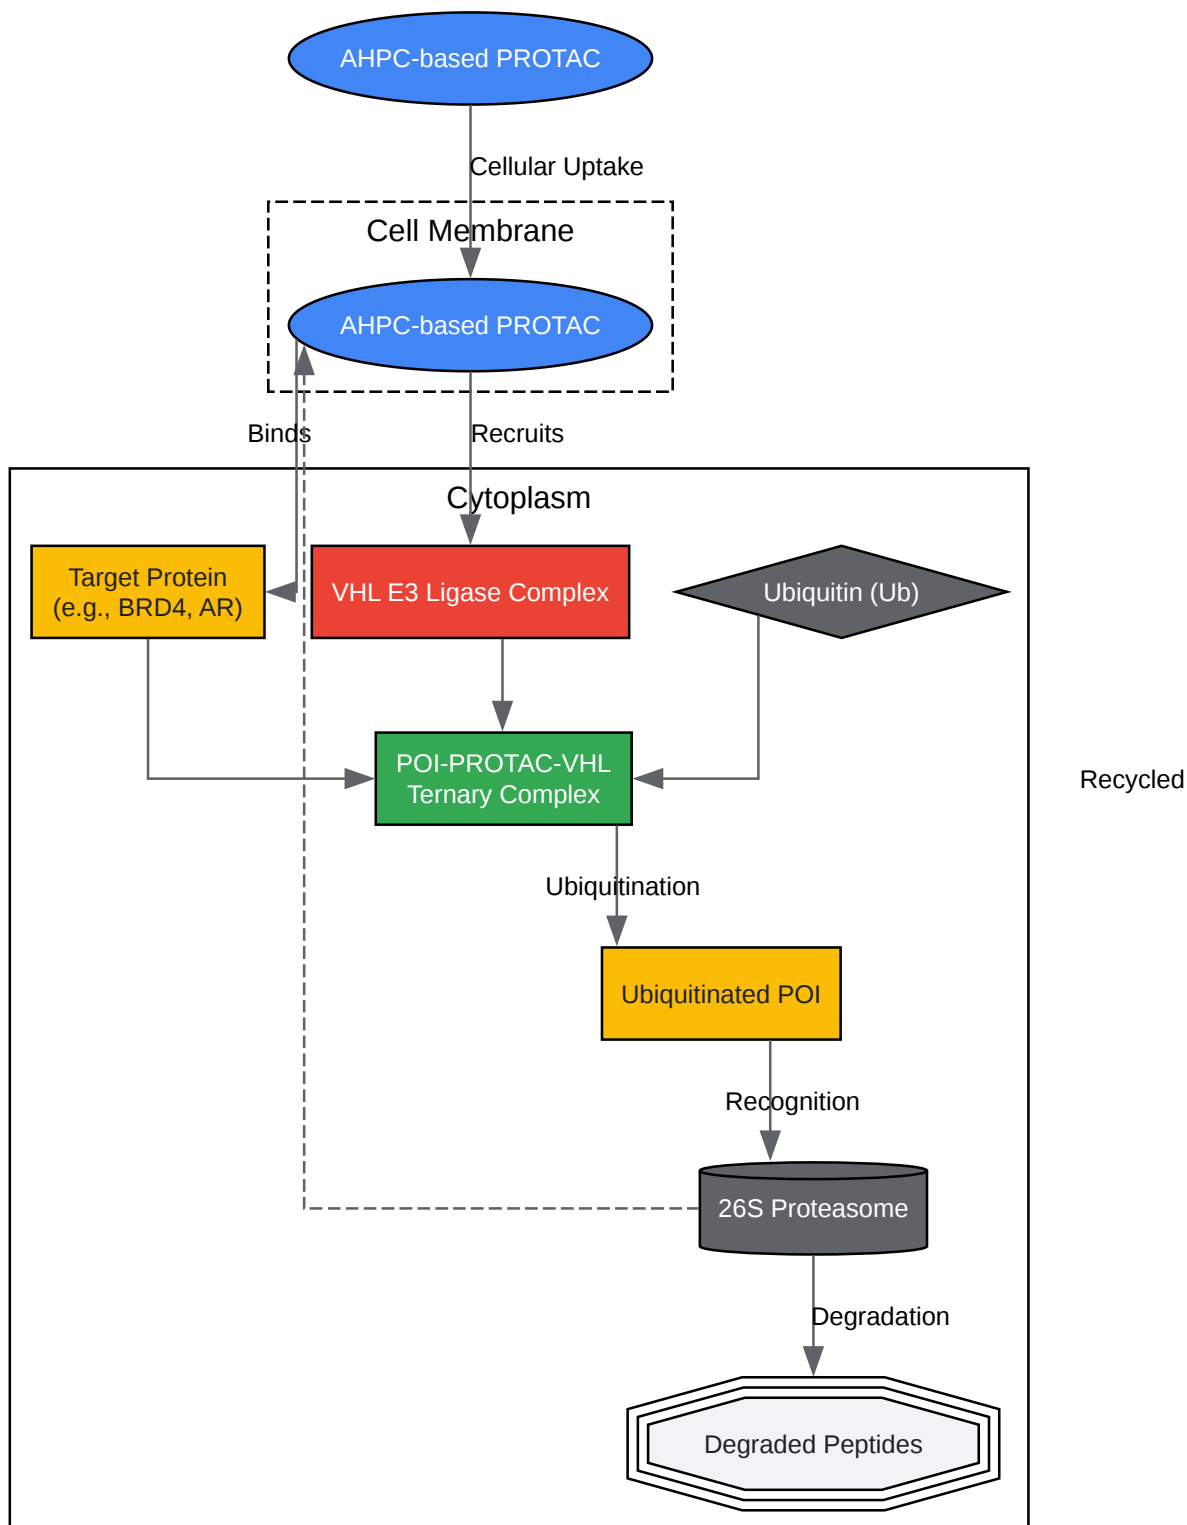 AHPC-based PROTAC
Cellular Uptake
Cell Membrane
AHPC-based PROTAC
Binds
Recruits
Cytoplasm
Target Protein
(e.g., BRD4, AR)
VHL E3 Ligase Complex
Ubiquitin (Ub)
POI-PROTAC-VHL
Ternary Complex
Recycled
Ubiquitination
Ubiquitinated POI
Recognition
26S Proteasome
Degradation
Degraded Peptides